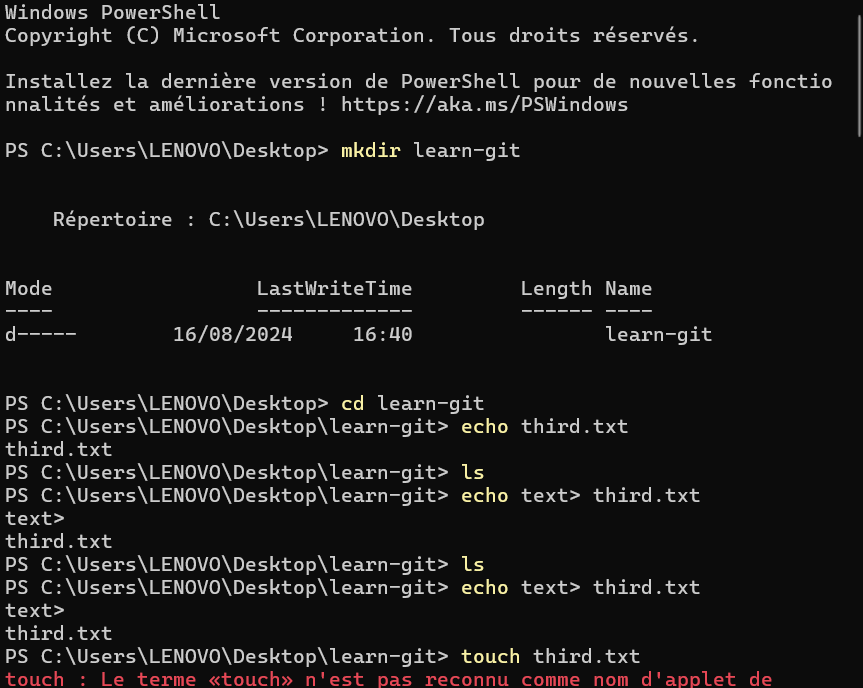 Windows PowerShell
Copyright (C) Microsoft Corporation. Tous droits réservés.
Installez la dernière version de PowerShell pour de nouvelles fonctio
nnalités et améliorations ! https://aka.ms/PSWindows
PS C:\Users\LENOVO\Desktop> mkdir learn-git
Répertoire : C:\Users\LENOVO\Desktop
Mode                 LastWriteTime         Length Name
----                 -------------         ------ ----
d-----        16/08/2024     16:40                learn-git
PS C:\Users\LENOVO\Desktop> cd learn-git
PS C:\Users\LENOVO\Desktop\learn-git> echo third.txt
third.txt
PS C:\Users\LENOVO\Desktop\learn-git> ls
PS C:\Users\LENOVO\Desktop\learn-git> echo text> third.txt
text>
third.txt
PS C:\Users\LENOVO\Desktop\learn-git> ls
PS C:\Users\LENOVO\Desktop\learn-git> echo text> third.txt
text>
third.txt
PS C:\Users\LENOVO\Desktop\learn-git> touch third.txt
touch : Le terme «touch» n'est pas reconnu comme nom d'applet de